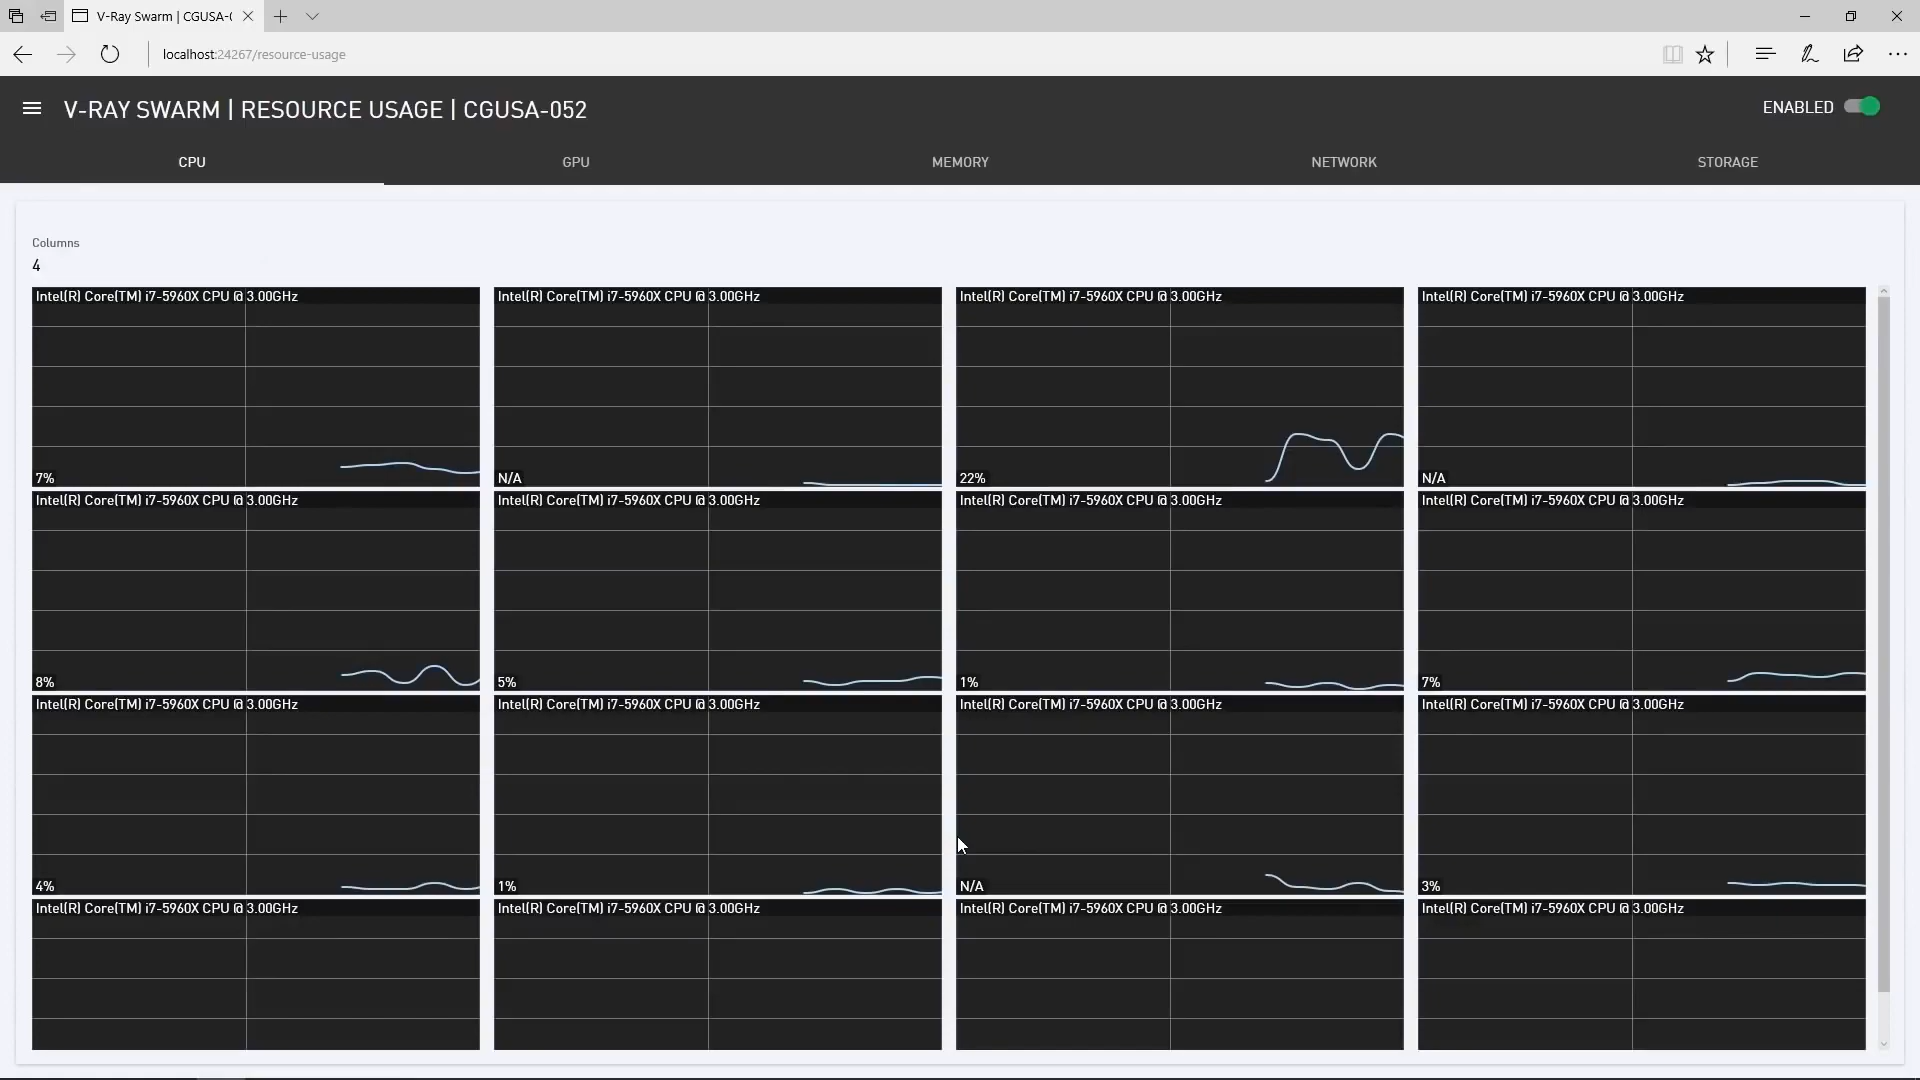 V-Ray Swarm | CGUSA-(
localhost:24267/resource-usage
V-RAY SWARM | RESOURCE USAGE | CGUSA-052
ENABLED
CPU
GPU
MEMORY
NETWORK
STORAGE
Columns
4
Intel(R) Core(TM) i7-5960X CPU @ 3.00GHz
7%
Intel(R) Core(TM) i7-5960X CPU @ 3.00GHz
N/A
Intel(R) Core(TM) i7-5960X CPU @ 3.00GHz
22%
Intel(R) Core(TM) i7-5960X CPU @ 3.00GHz
N/A
Intel(R) Core(TM) i7-5960X CPU @ 3.00GHz
8%
Intel(R) Core(TM) i7-5960X CPU @ 3.00GHz
5%
Intel(R) Core(TM) i7-5960X CPU @ 3.00GHz
1%
Intel(R) Core(TM) i7-5960X CPU @ 3.00GHz
7%
Intel(R) Core(TM) i7-5960X CPU @ 3.00GHz
4%
Intel(R) Core(TM) i7-5960X CPU @ 3.00GHz
1%
Intel(R) Core(TM) i7-5960X CPU @ 3.00GHz
N/A
Intel(R) Core(TM) i7-5960X CPU @ 3.00GHz
3%
Intel(R) Core(TM) i7-5960X CPU @ 3.00GHz
Intel(R) Core(TM) i7-5960X CPU @ 3.00GHz
Intel(R) Core(TM) i7-5960X CPU @ 3.00GHz
Intel(R) Core(TM) i7-5960X CPU @ 3.00GHz